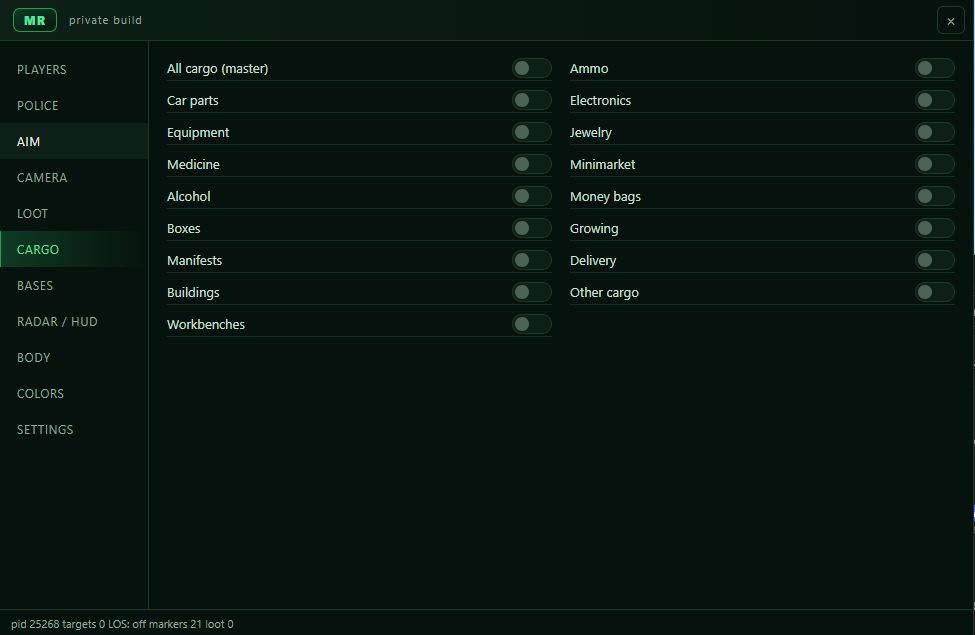 MR private build ×
PLAYERS
POLICE
AIM
CAMERA
LOOT
CARGO
BASES
RADAR / HUD
BODY
COLORS
SETTINGS
All cargo (master)
Car parts
Equipment
Medicine
Alcohol
Boxes
Manifests
Buildings
Workbenches
Ammo
Electronics
Jewelry
Minimarket
Money bags
Growing
Delivery
Other cargo
pid 25268 targets 0 LOS: off markers 21 loot 0